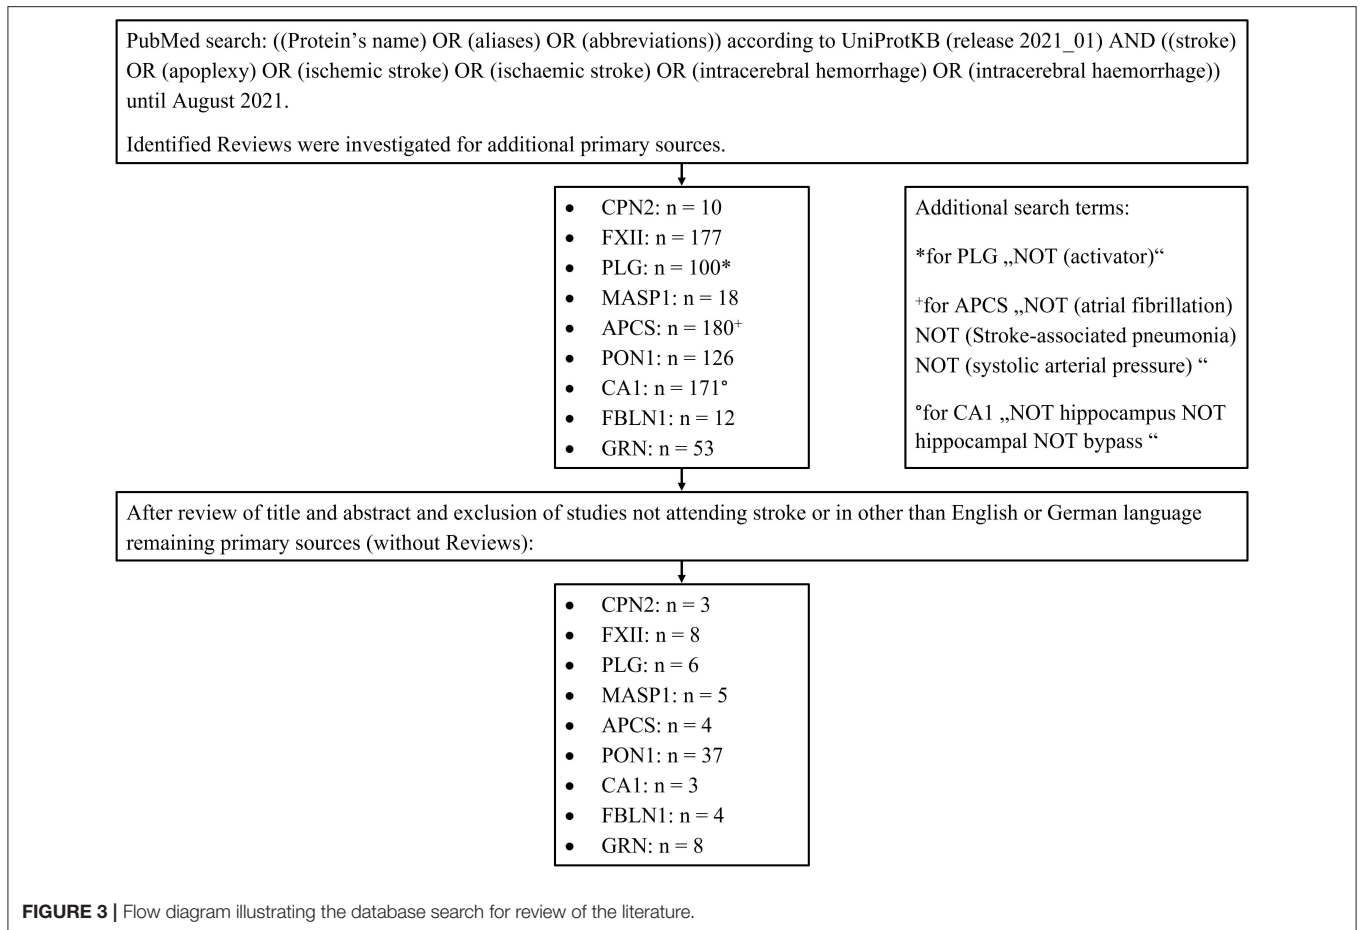 PubMed search: ((Protein’s name) OR (aliases) OR (abbreviations)) according to UniProtKB (release 2021_01) AND ((stroke)
OR (apoplexy) OR (ischemic stroke) OR (ischaemic stroke) OR (intracerebral hemorrhage) OR (intracerebral haemorrhage))
until August 2021.
Identified Reviews were investigated for additional primary sources.
• CPN2: n = 10
• FXII: n = 177
• PLG: n = 100*
• MASP1: n = 18
• APCS: n = 180⁺
• PON1: n = 126
• CA1: n = 171°
• FBLN1: n = 12
• GRN: n = 53
Additional search terms:
*for PLG „NOT (activator)“
⁺for APCS „NOT (atrial fibrillation)
NOT (Stroke-associated pneumonia)
NOT (systolic arterial pressure) “
°for CA1 „NOT hippocampus NOT
hippocampal NOT bypass “
After review of title and abstract and exclusion of studies not attending stroke or in other than English or German language
remaining primary sources (without Reviews):
• CPN2: n = 3
• FXII: n = 8
• PLG: n = 6
• MASP1: n = 5
• APCS: n = 4
• PON1: n = 37
• CA1: n = 3
• FBLN1: n = 4
• GRN: n = 8
FIGURE 3 | Flow diagram illustrating the database search for review of the literature.